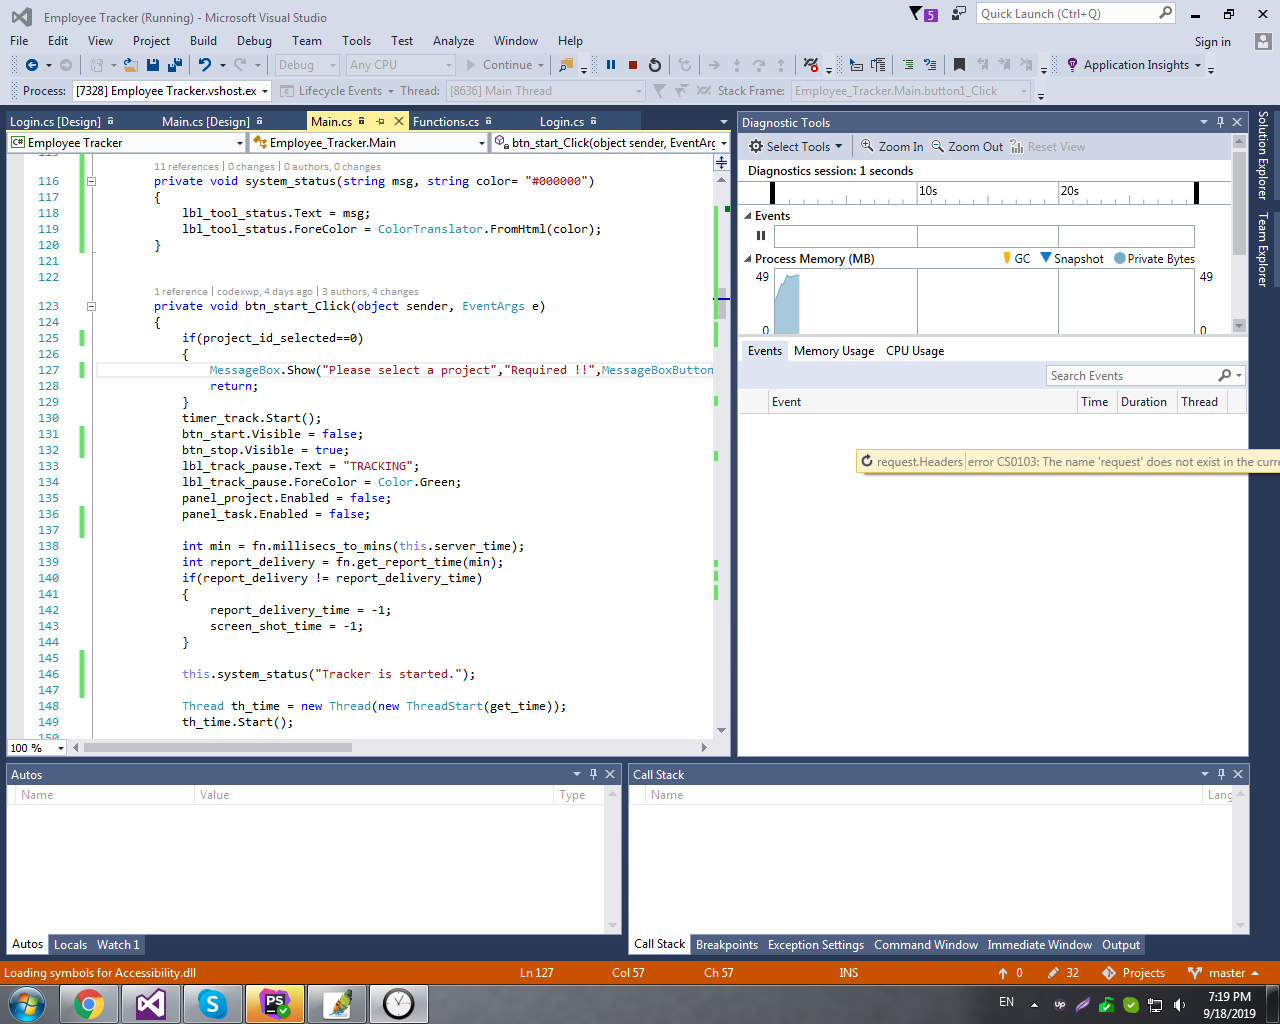 Employee Tracker (Running) - Microsoft Visual Studio
5
Quick Launch (Ctrl+Q)
File Edit View Project Build Debug Team Tools Test Analyze Window Help
Sign in
Debug Any CPU Continue Application Insights
Process: [7328] Employee Tracker.vshost.ex Lifecycle Events Thread: [8636] Main Thread Stack Frame: Employee_Tracker.Main.button1_Click
Login.cs [Design] Main.cs [Design] Main.cs Functions.cs Login.cs
C# Employee Tracker Employee_Tracker.Main btn_start_Click(object sender, EventArg
11 references | 0 changes | 0 authors, 0 changes
116 private void system_status(string msg, string color= "#000000")
117 {
118 lbl_tool_status.Text = msg;
119 lbl_tool_status.ForeColor = ColorTranslator.FromHtml(color);
120 }
121
122
1 reference | codexwp, 4 days ago | 3 authors, 4 changes
123 private void btn_start_Click(object sender, EventArgs e)
124 {
125 if(project_id_selected==0)
126 {
127 MessageBox.Show("Please select a project","Required !!",MessageBoxButton
128 return;
129 }
130 timer_track.Start();
131 btn_start.Visible = false;
132 btn_stop.Visible = true;
133 lbl_track_pause.Text = "TRACKING";
134 lbl_track_pause.ForeColor = Color.Green;
135 panel_project.Enabled = false;
136 panel_task.Enabled = false;
137
138 int min = fn.millisecs_to_mins(this.server_time);
139 int report_delivery = fn.get_report_time(min);
140 if(report_delivery != report_delivery_time)
141 {
142 report_delivery_time = -1;
143 screen_shot_time = -1;
144 }
145
146 this.system_status("Tracker is started.");
147
148 Thread th_time = new Thread(new ThreadStart(get_time));
149 th_time.Start();
100 %
Diagnostic Tools
Select Tools Zoom In Zoom Out Reset View
Diagnostics session: 1 seconds
10s 20s
Events
Process Memory (MB) GC Snapshot Private Bytes
49 49
0 0
Events Memory Usage CPU Usage
Search Events
Event Time Duration Thread
request.Headers error CS0103: The name 'request' does not exist in the curre
Solution Explorer
Team Explorer
Autos
Name Value Type
Autos Locals Watch 1
Call Stack
Name Lang
Call Stack Breakpoints Exception Settings Command Window Immediate Window Output
Loading symbols for Accessibility.dll Ln 127 Col 57 Ch 57 INS 0 32 Projects master
EN
up
7:19 PM
9/18/2019